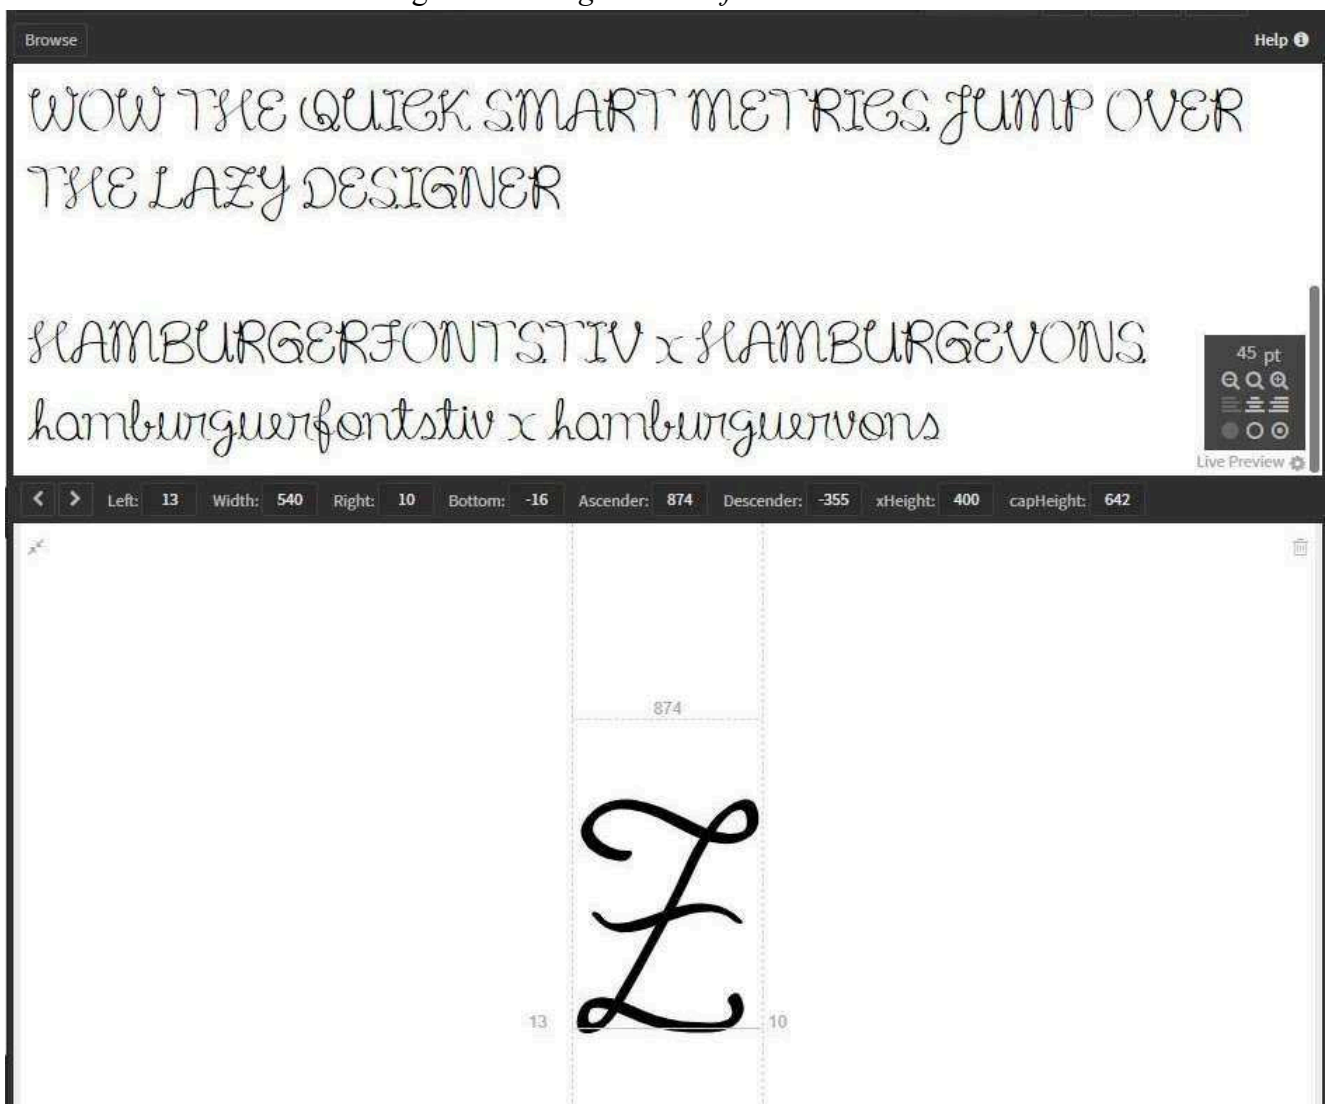 Browse
Help
WOW THE QUICK SMART METRICS JUMP OVER
THE LAZY DESIGNER
HAMBURGERFONTSTIV x HAMBURGEVONS
hamburguerfontstiv x hamburguervons
45 pt
Live Preview
Left: 13 Width: 540 Right: 10 Bottom: -16 Ascender: 874 Descender: -355 xHeight: 400 capHeight: 642
874
Z
13 10